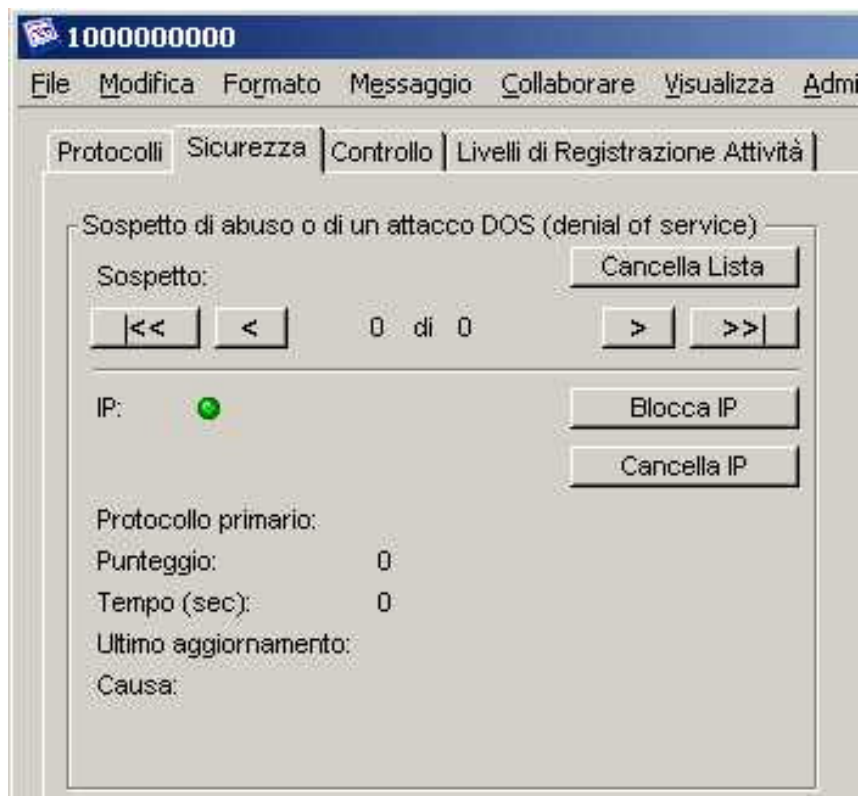 1000000000
File Modifica Formato Messaggio Collaborare Visualizza Admi
Protocolli Sicurezza Controllo Livelli di Registrazione Attività
Sospetto di abuso o di un attacco DOS (denial of service)
Sospetto: Cancella Lista
|<< < 0 di 0 > >>|
IP: Blocca IP
Cancella IP
Protocollo primario:
Punteggio: 0
Tempo (sec): 0
Ultimo aggiornamento:
Causa: